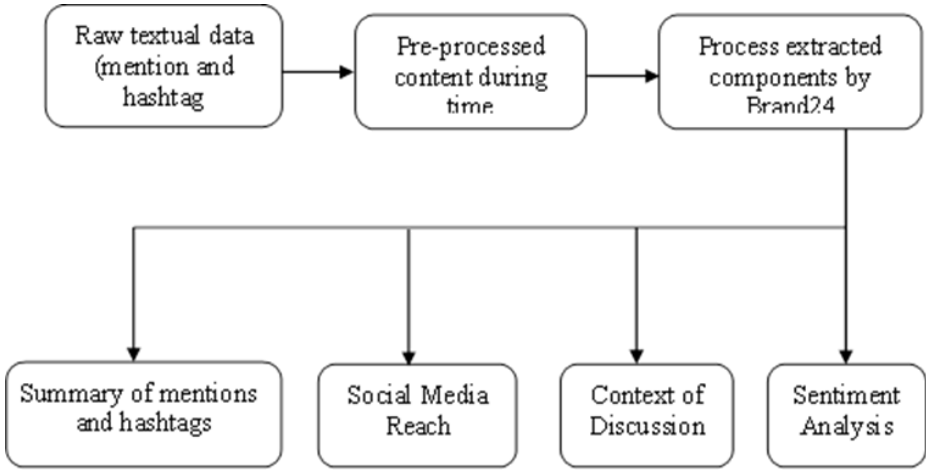 Raw textual data
(mention and
hashtag
Pre-processed
content during
time
Process extracted
components by
Brand24
Summary of mentions
and hashtags
Social Media
Reach
Context of
Discussion
Sentiment
Analysis